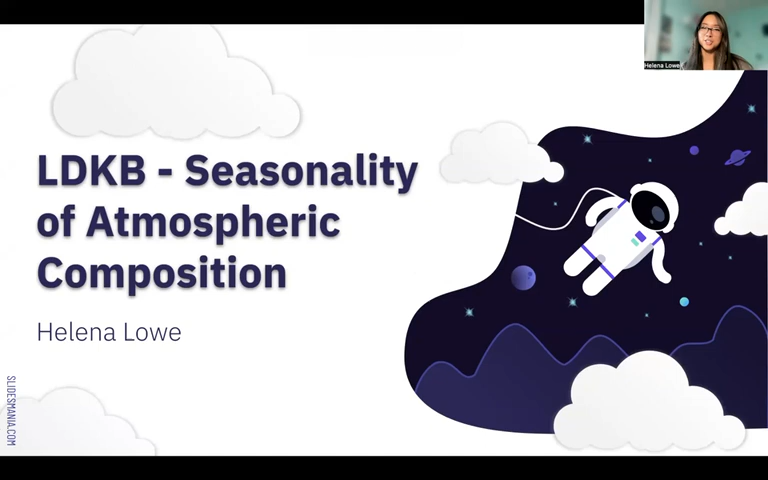 Helena Lowe
LDKB - Seasonality
of Atmospheric
Composition
Helena Lowe
SLIDESMANIA.COM